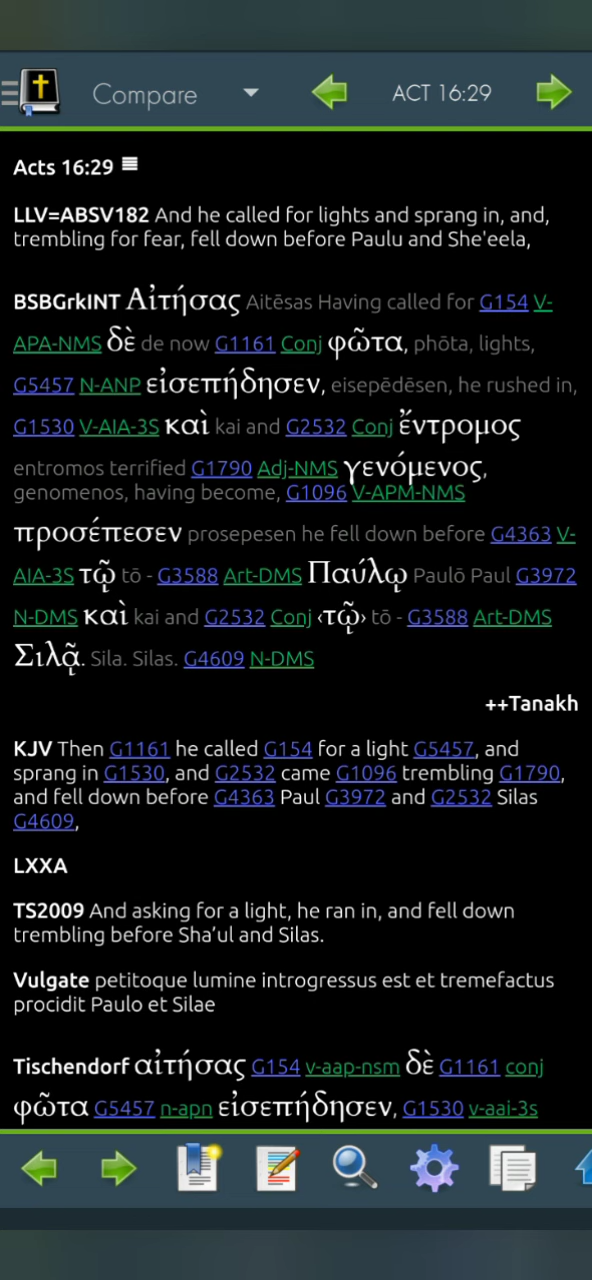 Compare ACT 16:29
Acts 16:29
LLV=ABSV182 And he called for lights and sprang in, and,
trembling for fear, fell down before Paulu and She'eela,
BSBGrkINT Αἰτήσας Aitēsas Having called for G154 V-
APA-NMS δὲ de now G1161 Conj φῶτα, phōta, lights,
G5457 N-ANP εἰσεπήδησεν, eisepēdēsen, he rushed in,
G1530 V-AIA-3S καὶ kai and G2532 Conj ἔντρομος
entromos terrified G1790 Adj-NMS γενόμενος,
genomenos, having become, G1096 V-APM-NMS
προσέπεσεν prosepesen he fell down before G4363 V-
AIA-3S τῷ tō - G3588 Art-DMS Παύλῳ Paulō Paul G3972
N-DMS καὶ kai and G2532 Conj ‹τῷ› tō - G3588 Art-DMS
Σιλᾷ. Sila. Silas. G4609 N-DMS
++Tanakh
KJV Then G1161 he called G154 for a light G5457, and
sprang in G1530, and G2532 came G1096 trembling G1790,
and fell down before G4363 Paul G3972 and G2532 Silas
G4609,
LXXA
TS2009 And asking for a light, he ran in, and fell down
trembling before Sha’ul and Silas.
Vulgate petitoque lumine introgressus est et tremefactus
procidit Paulo et Silae
Tischendorf αἰτήσας G154 v-aap-nsm δὲ G1161 conj
φῶτα G5457 n-apn εἰσεπήδησεν, G1530 v-aai-3s